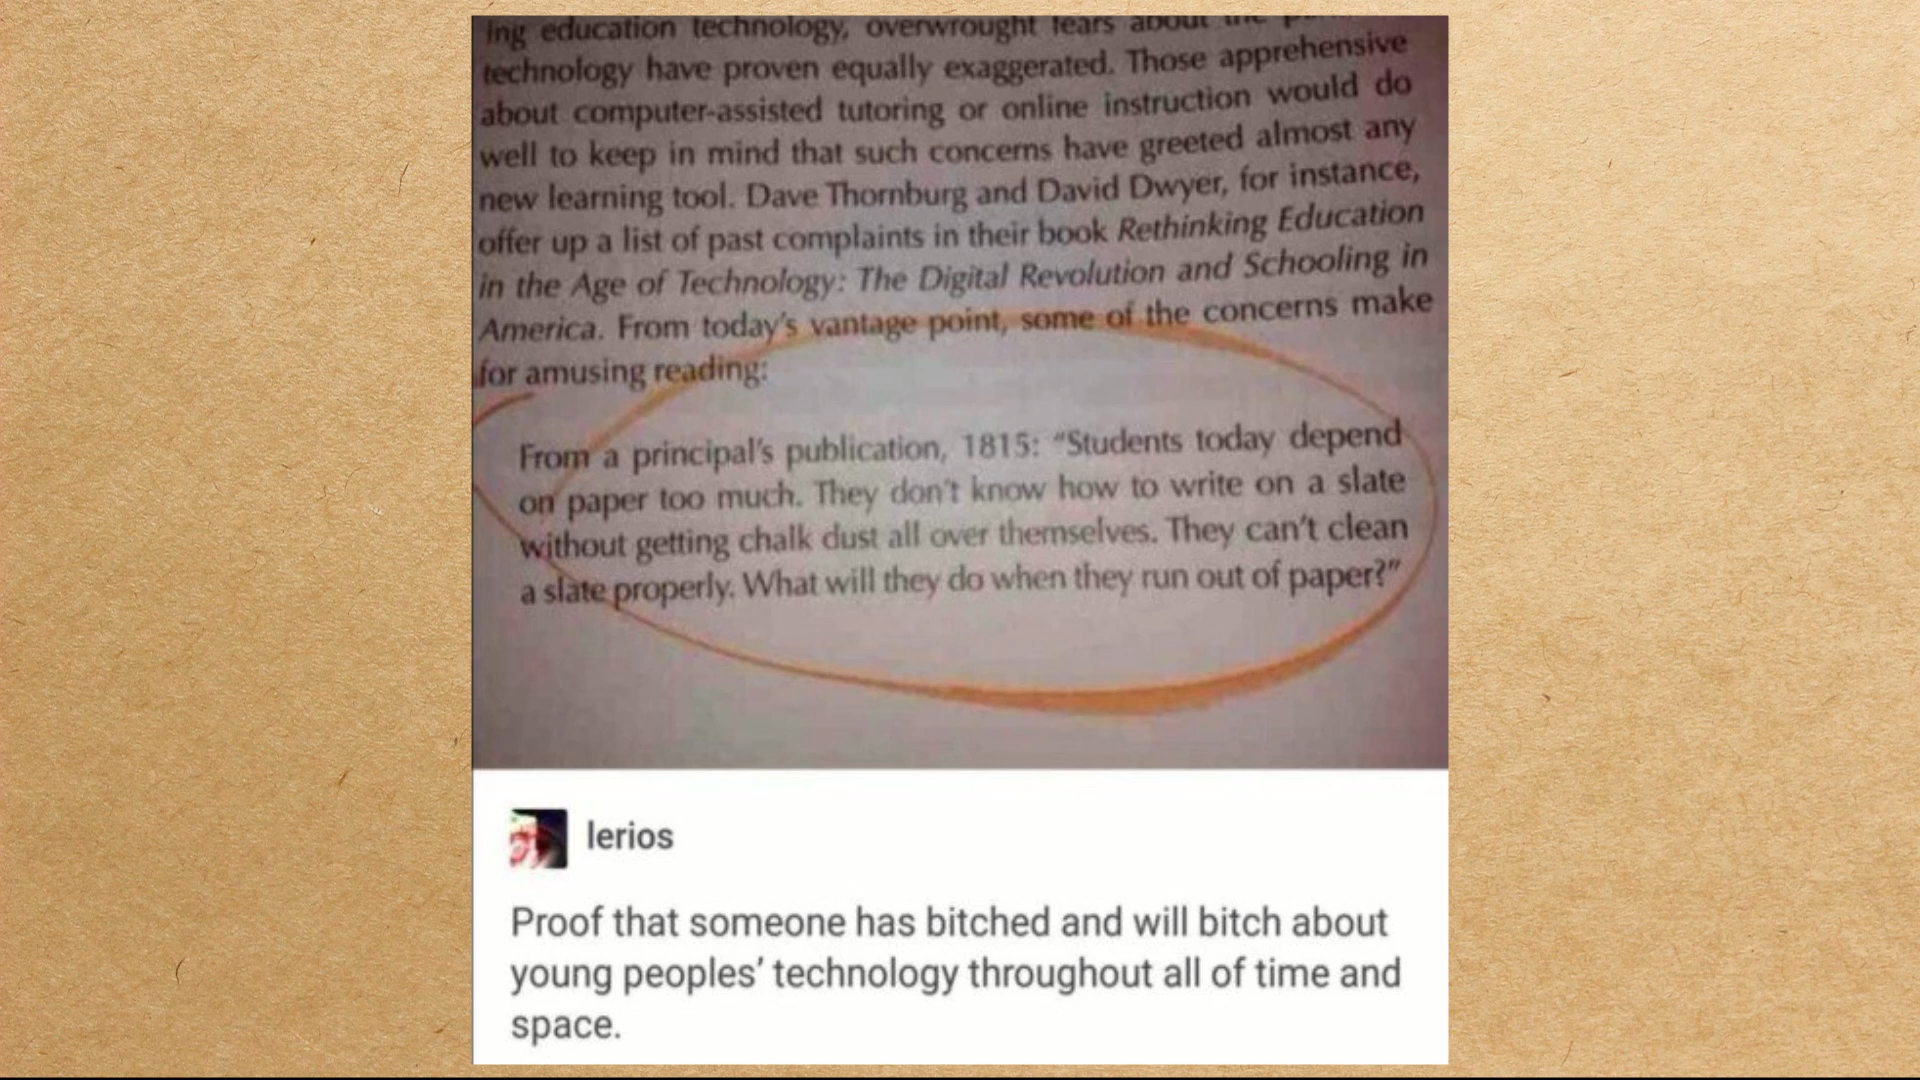 ing education technology, overwrought fears about the
technology have proven equally exaggerated. Those apprehensive
about computer-assisted tutoring or online instruction would do
well to keep in mind that such concerns have greeted almost any
new learning tool. Dave Thornburg and David Dwyer, for instance,
offer up a list of past complaints in their book Rethinking Education
in the Age of Technology: The Digital Revolution and Schooling in
America. From today's vantage point, some of the concerns make
for amusing reading:
From a principal's publication, 1815: “Students today depend
on paper too much. They don't know how to write on a slate
without getting chalk dust all over themselves. They can't clean
a slate properly. What will they do when they run out of paper?”
lerios
Proof that someone has bitched and will bitch about
young peoples’ technology throughout all of time and
space.